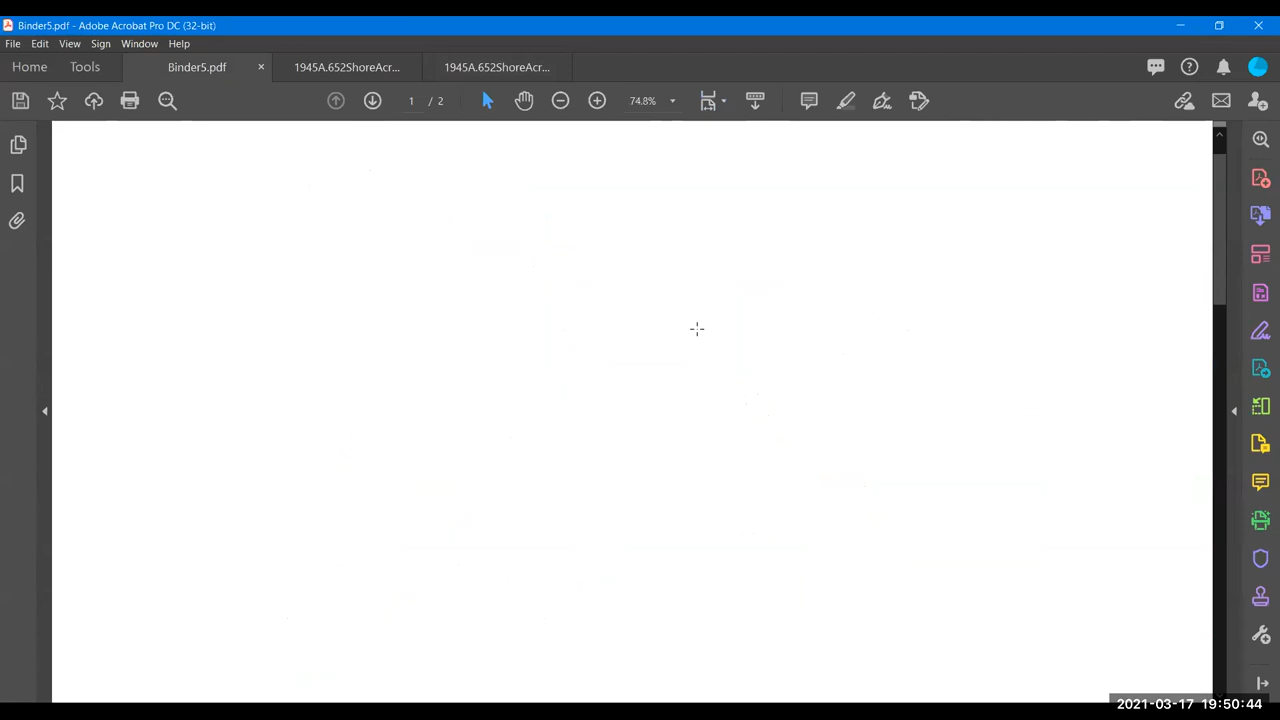 Binder5.pdf - Adobe Acrobat Pro DC (32-bit)
File Edit View Sign Window Help
Home Tools Binder5.pdf 1945A.652ShoreAcr... 1945A.652ShoreAcr...
1 / 2 74.8%
2021-03-17 19:50:44